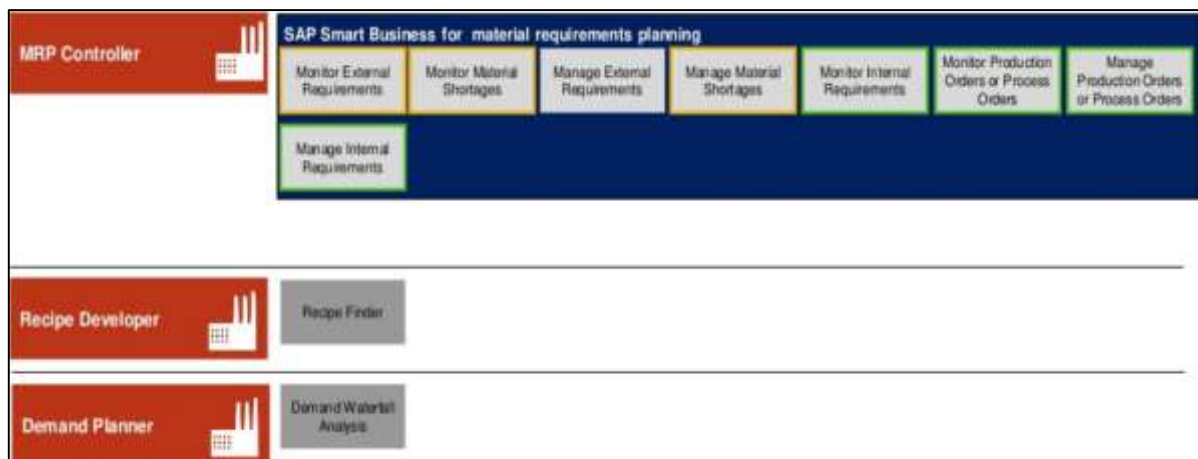 MRP Controller
SAP Smart Business for material requirements planning
Monitor External
Requirements
Monitor Material
Shortages
Manage External
Requirements
Manage Material
Shortages
Monitor Internal
Requirements
Monitor Production
Orders or Process
Orders
Manage
Production Orders
or Process Orders
Manage Internal
Requirements
Recipe Developer
Recipe Finder
Demand Planner
Demand Waterfall
Analysis